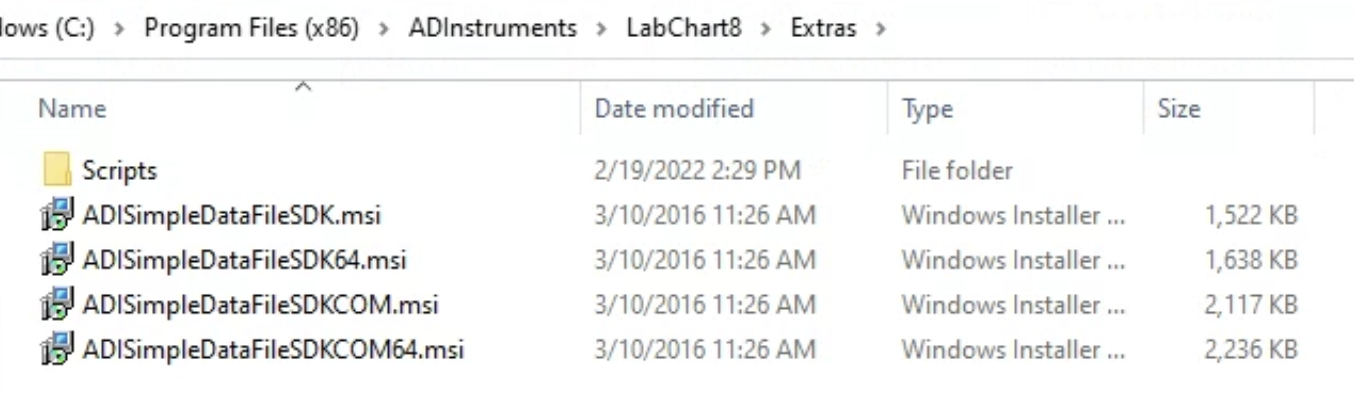 lows (C:) > Program Files (x86) > ADInstruments > LabChart8 > Extras >
Name Date modified Type Size
Scripts 2/19/2022 2:29 PM File folder
ADISimpleDataFileSDK.msi 3/10/2016 11:26 AM Windows Installer ... 1,522 KB
ADISimpleDataFileSDK64.msi 3/10/2016 11:26 AM Windows Installer ... 1,638 KB
ADISimpleDataFileSDKCOM.msi 3/10/2016 11:26 AM Windows Installer ... 2,117 KB
ADISimpleDataFileSDKCOM64.msi 3/10/2016 11:26 AM Windows Installer ... 2,236 KB